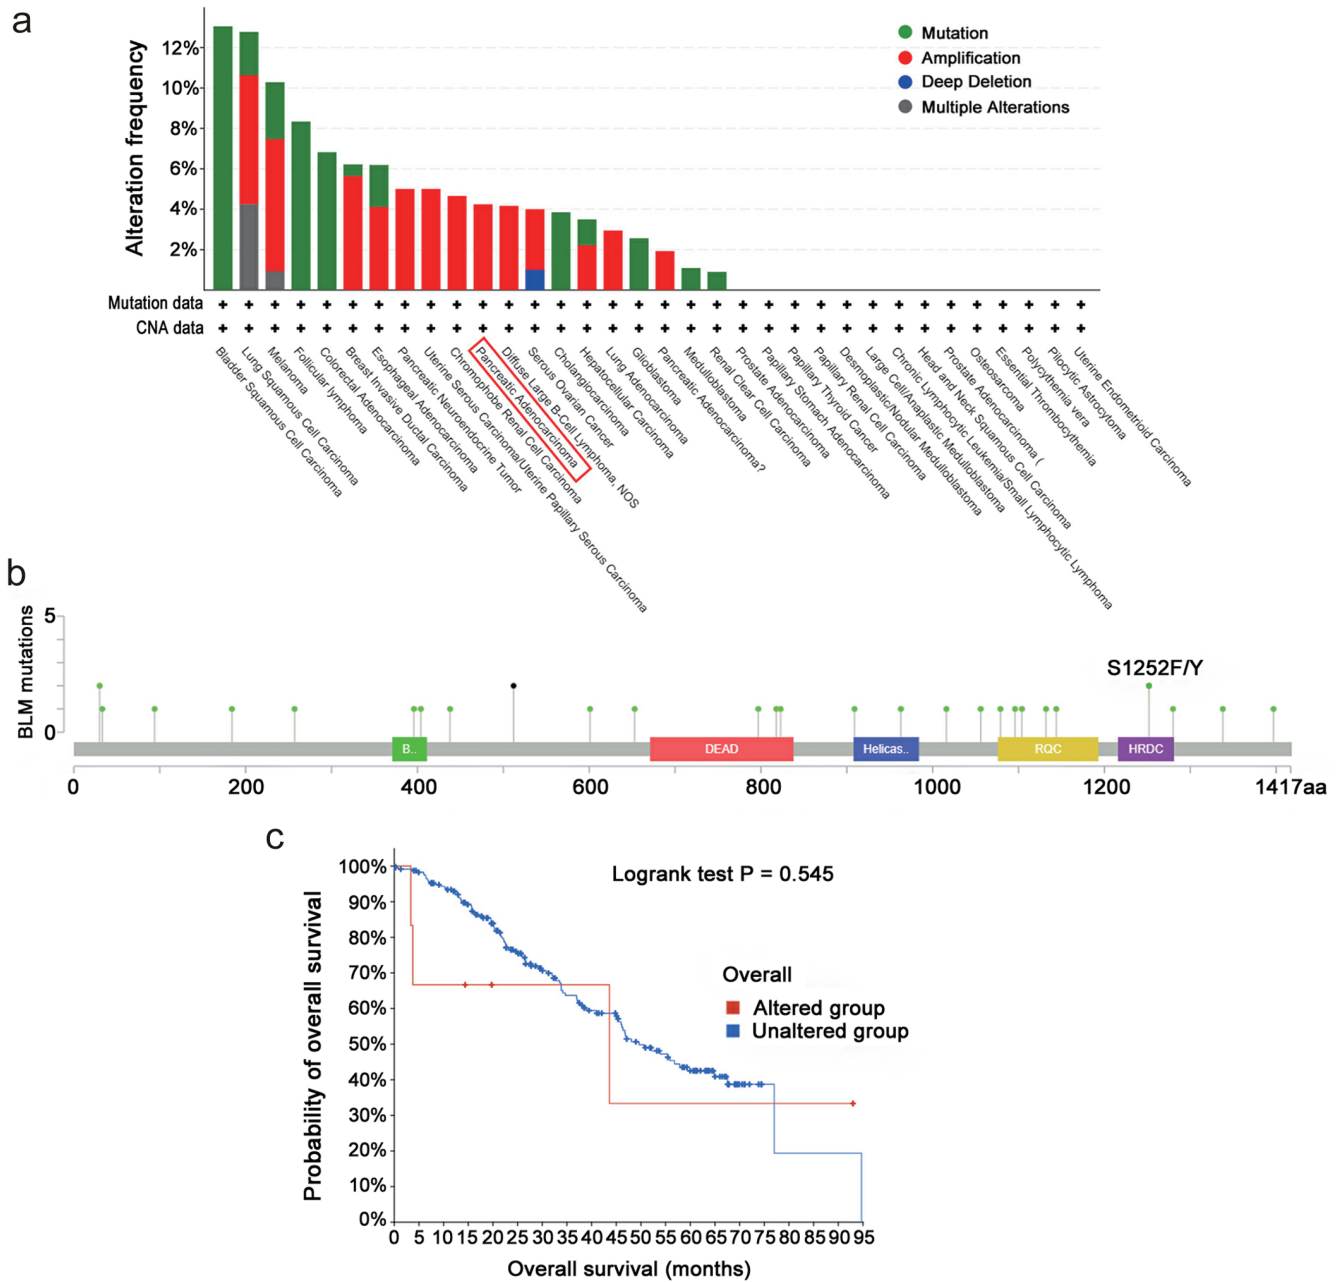 a
Alteration frequency
12%
10%
8%
6%
4%
2%
Mutation
Amplification
Deep Deletion
Multiple Alterations
Mutation data + + + + + + + + + + + + + + + + + + + + + + + + + + + + + + + + + +
CNA data + + + + + + + + + + + + + + + + + + + + + + + + + + + + + + + + + +
Bladder Squamous Cell Carcinoma
Lung Squamous Cell Carcinoma
Melanoma
Follicular lymphoma
Colorectal Adenocarcinoma
Breast Invasive Ductal Carcinoma
Esophageal Adenocarcinoma
Pancreatic Neuroendocrine Tumor
Uterine Serous Carcinoma/Uterine Papillary Serous Carcinoma
Chromophobe Renal Cell Carcinoma
Pancreatic Adenocarcinoma
Diffuse Large B-Cell Lymphoma, NOS
Serous Ovarian Cancer
Cholangiocarcinoma
Hepatocellular Carcinoma
Lung Adenocarcinoma
Glioblastoma
Pancreatic Adenocarcinoma?
Medulloblastoma
Renal Clear Cell Carcinoma
Prostate Adenocarcinoma
Papillary Stomach Adenocarcinoma
Papillary Thyroid Cancer
Papillary Renal Cell Carcinoma
Desmoplastic/Nodular Medulloblastoma
Large Cell/Anaplastic Medulloblastoma
Chronic Lymphocytic Leukemia/Small Lymphocytic Lymphoma
Head and Neck Squamous Cell Carcinoma
Prostate Adenocarcinoma (
Osteosarcoma
Essential Thrombocythemia
Polycythemia vera
Pilocytic Astrocytoma
Uterine Endometrioid Carcinoma
b
BLM mutations
5
0
S1252F/Y
B..
DEAD
Helicas..
RQC
HRDC
0 200 400 600 800 1000 1200 1417aa
c
Probability of overall survival
100%
90%
80%
70%
60%
50%
40%
30%
20%
10%
0%
Logrank test P = 0.545
Overall
Altered group
Unaltered group
0 5 10 15 20 25 30 35 40 45 50 55 60 65 70 75 80 85 90 95
Overall survival (months)